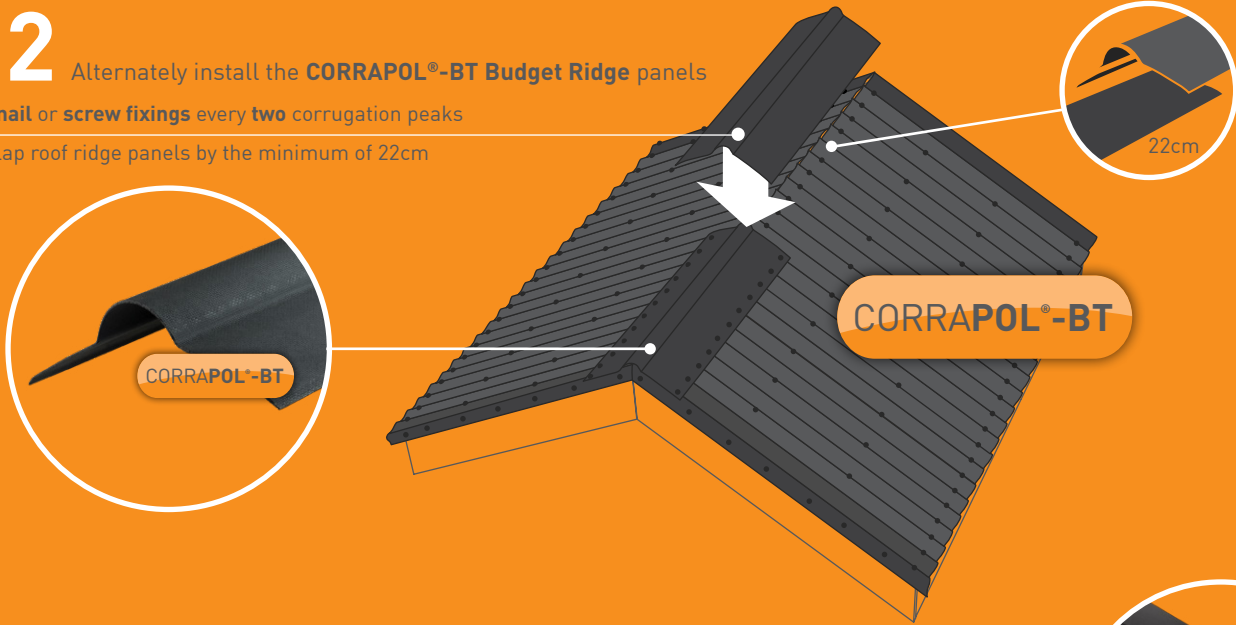 2 Alternately install the CORRAPOL®-BT Budget Ridge panels
nail or screw fixings every two corrugation peaks
lap roof ridge panels by the minimum of 22cm
22cm
CORRAPOL®-BT
CORRAPOL®-BT